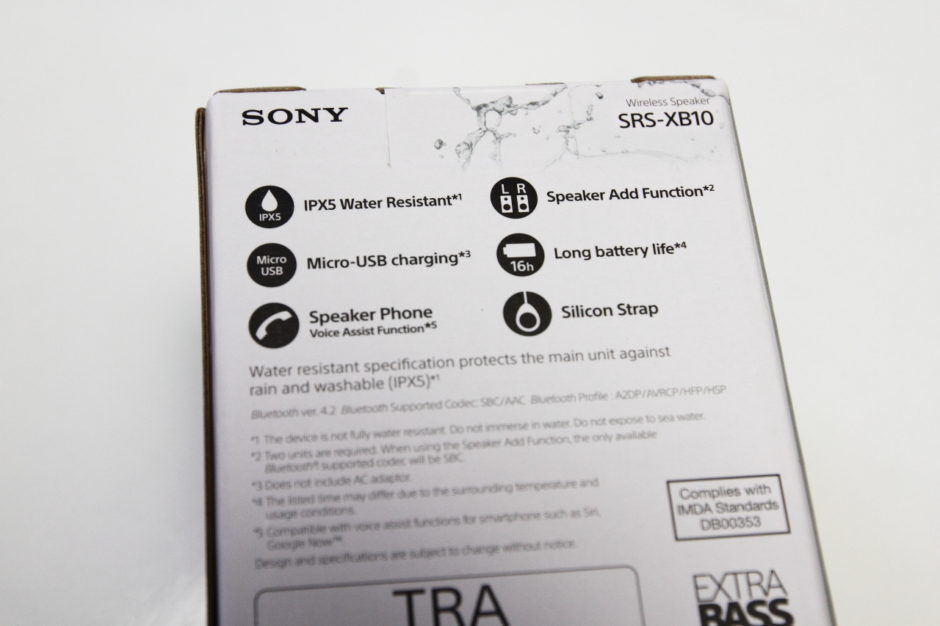 SONY
Wireless Speaker
SRS-XB10
IPX5
IPX5 Water Resistant*1
L R
Speaker Add Function*2
Micro
USB
Micro-USB charging*3
16h
Long battery life*4
Speaker Phone
Voice Assist Function*5
Silicon Strap
Water resistant specification protects the main unit against
rain and washable (IPX5)*1
Bluetooth ver. 4.2 Bluetooth Supported Codec: SBC/AAC Bluetooth Profile : A2DP/AVRCP/HFP/HSP
*1 The device is not fully water resistant. Do not immerse in water. Do not expose to sea water.
*2 Two units are required. When using the Speaker Add Function, the only available
Bluetooth® supported codec will be SBC.
*3 Does not include AC adaptor.
*4 The listed time may differ due to the surrounding temperature and
usage conditions.
*5 Compatible with voice assist functions for smartphone such as Siri,
Google Now™.
Design and specifications are subject to change without notice.
Complies with
IMDA Standards
DB00353
TRA
EXTRA
BASS